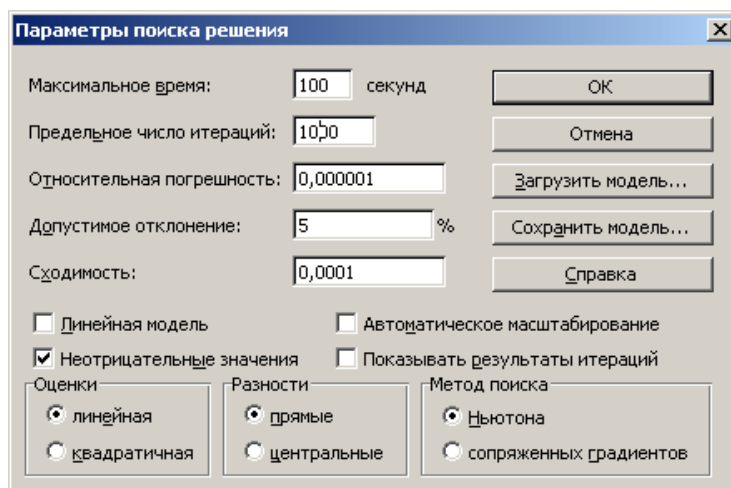 Параметры поиска решения
Максимальное время: 100 секунд
OK
Предельное число итераций: 1000
Отмена
Относительная погрешность: 0,000001
Загрузить модель...
Допустимое отклонение: 5 %
Сохранить модель...
Сходимость: 0,0001
Справка
Линейная модель
Автоматическое масштабирование
Неотрицательные значения
Показывать результаты итераций
Оценки
линейная
квадратичная
Разности
прямые
центральные
Метод поиска
Ньютона
сопряженных градиентов